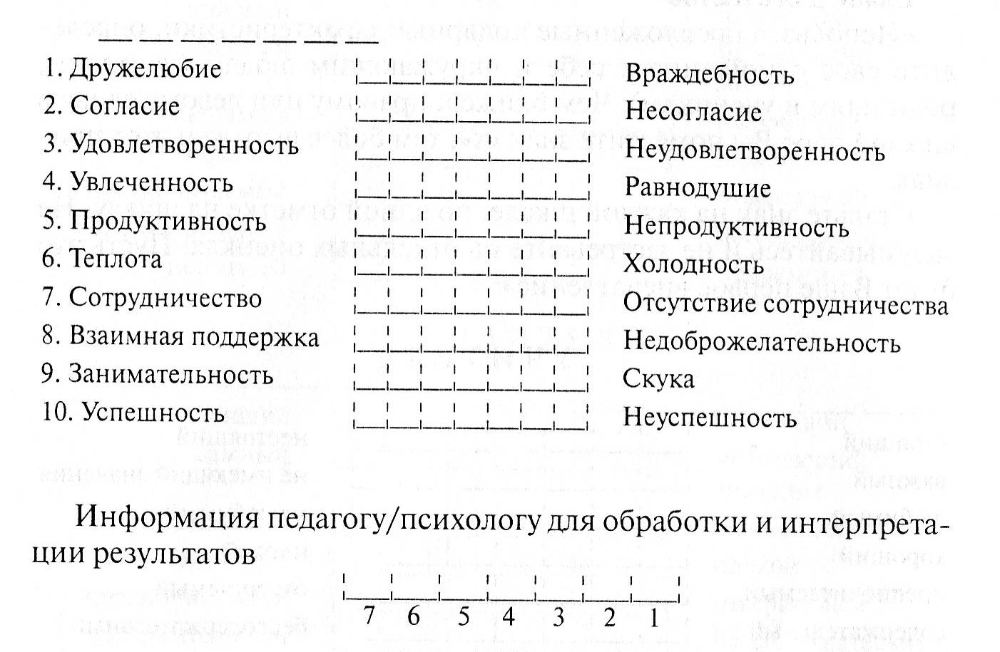 1. Дружелюбие Враждебность
2. Согласие Несогласие
3. Удовлетворенность Неудовлетворенность
4. Увлеченность Равнодушие
5. Продуктивность Непродуктивность
6. Теплота Холодность
7. Сотрудничество Отсутствие сотрудничества
8. Взаимная поддержка Недоброжелательность
9. Занимательность Скука
10. Успешность Неуспешность
Информация педагогу/психологу для обработки и интерпрета-
ции результатов
7 6 5 4 3 2 1